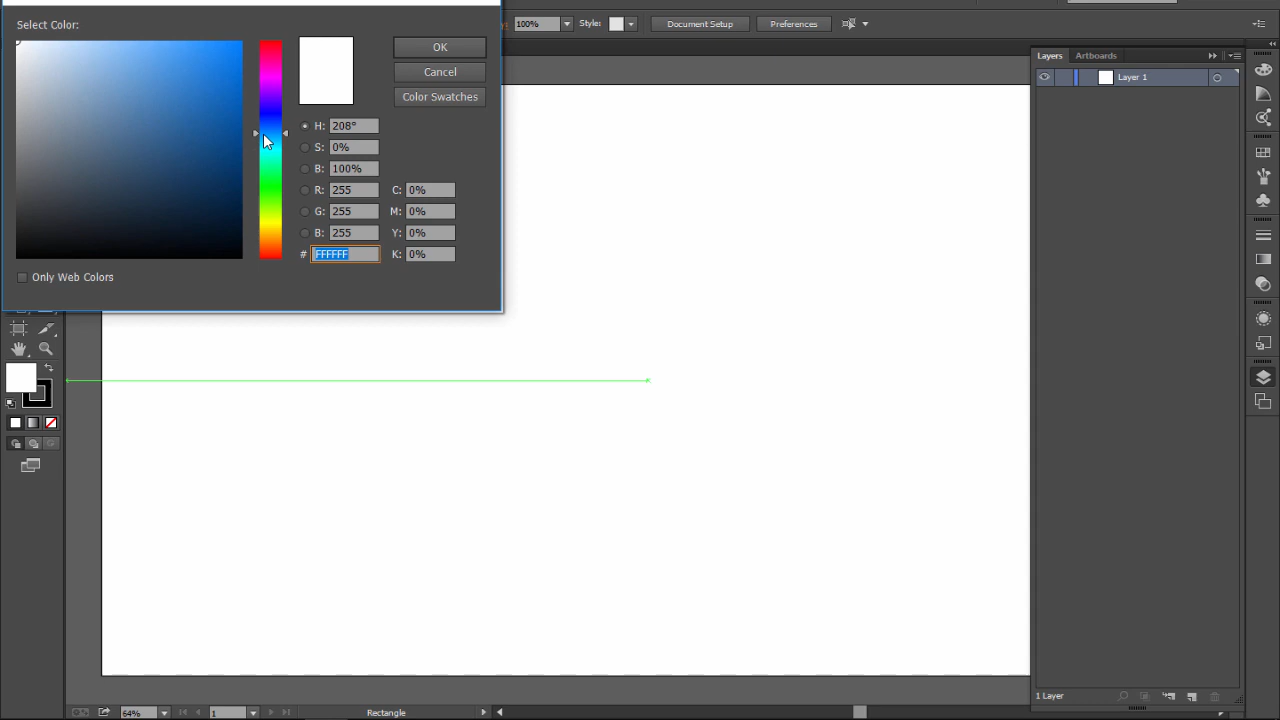 Select Color:
100%
Style:
Document Setup
Preferences
OK
Cancel
Color Swatches
H: 208°
S: 0%
B: 100%
R: 255 C: 0%
G: 255 M: 0%
B: 255 Y: 0%
# FFFFFF K: 0%
Only Web Colors
Layers Artboards
Layer 1
1 Layer
64%
1
Rectangle